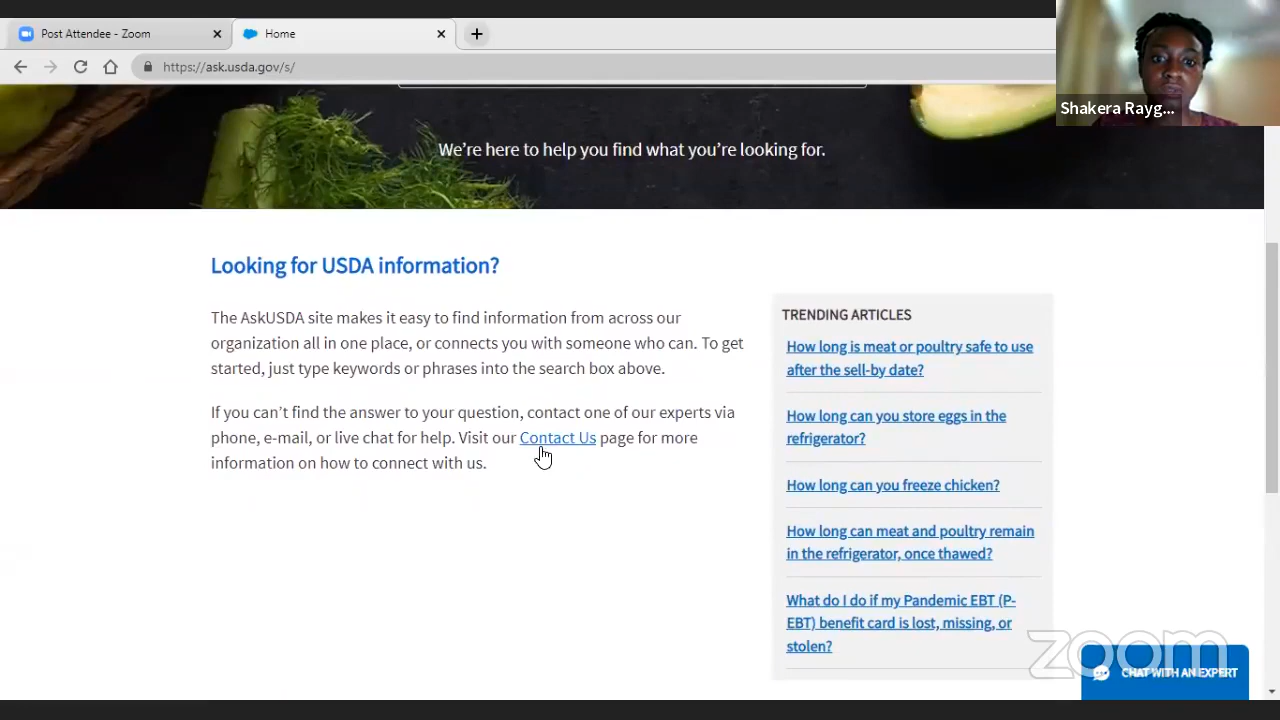 Post Attendee - Zoom
Home
https://ask.usda.gov/s/
Shakera Rayg...
We're here to help you find what you're looking for.
Looking for USDA information?
The AskUSDA site makes it easy to find information from across our
organization all in one place, or connects you with someone who can. To get
started, just type keywords or phrases into the search box above.
If you can't find the answer to your question, contact one of our experts via
phone, e-mail, or live chat for help. Visit our Contact Us page for more
information on how to connect with us.
TRENDING ARTICLES
How long is meat or poultry safe to use
after the sell-by date?
How long can you store eggs in the
refrigerator?
How long can you freeze chicken?
How long can meat and poultry remain
in the refrigerator, once thawed?
What do I do if my Pandemic EBT (P-
EBT) benefit card is lost, missing, or
stolen?
zoom
CHAT WITH AN EXPERT